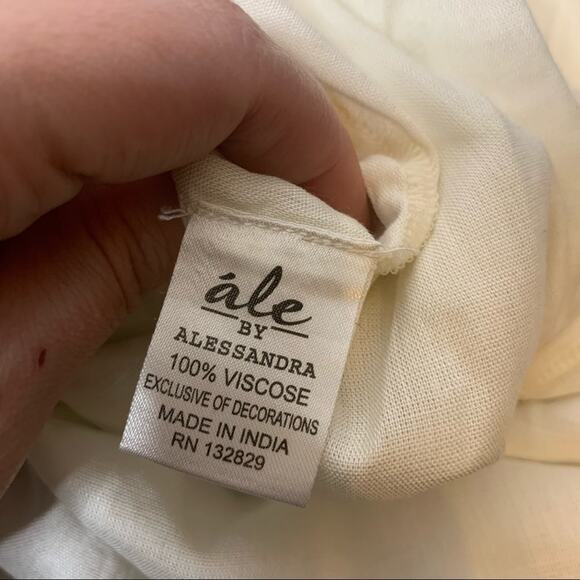 ále
BY
ALESSANDRA
100% VISCOSE
EXCLUSIVE OF DECORATIONS
MADE IN INDIA
RN 132829